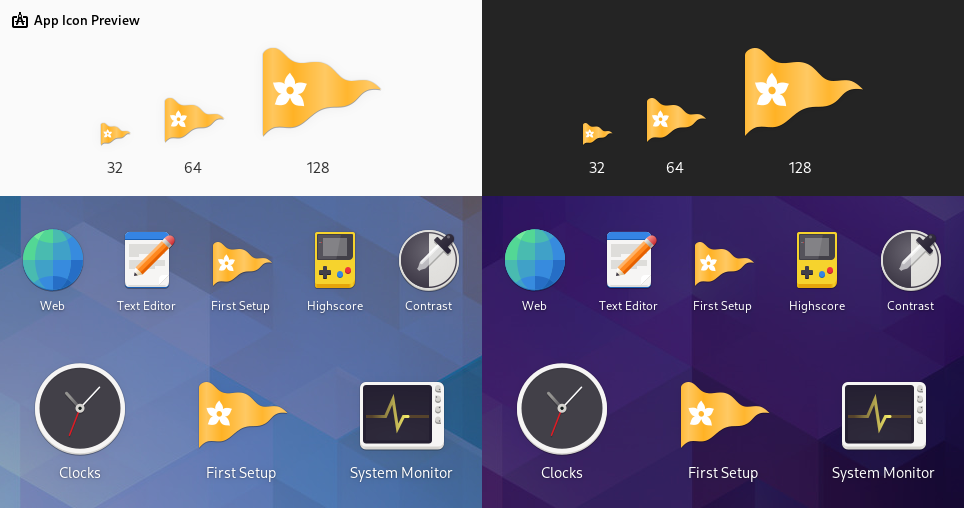 App Icon Preview
32 64 128
32 64 128
Web Text Editor First Setup Highscore Contrast
Web Text Editor First Setup Highscore Contrast
Clocks First Setup System Monitor
Clocks First Setup System Monitor